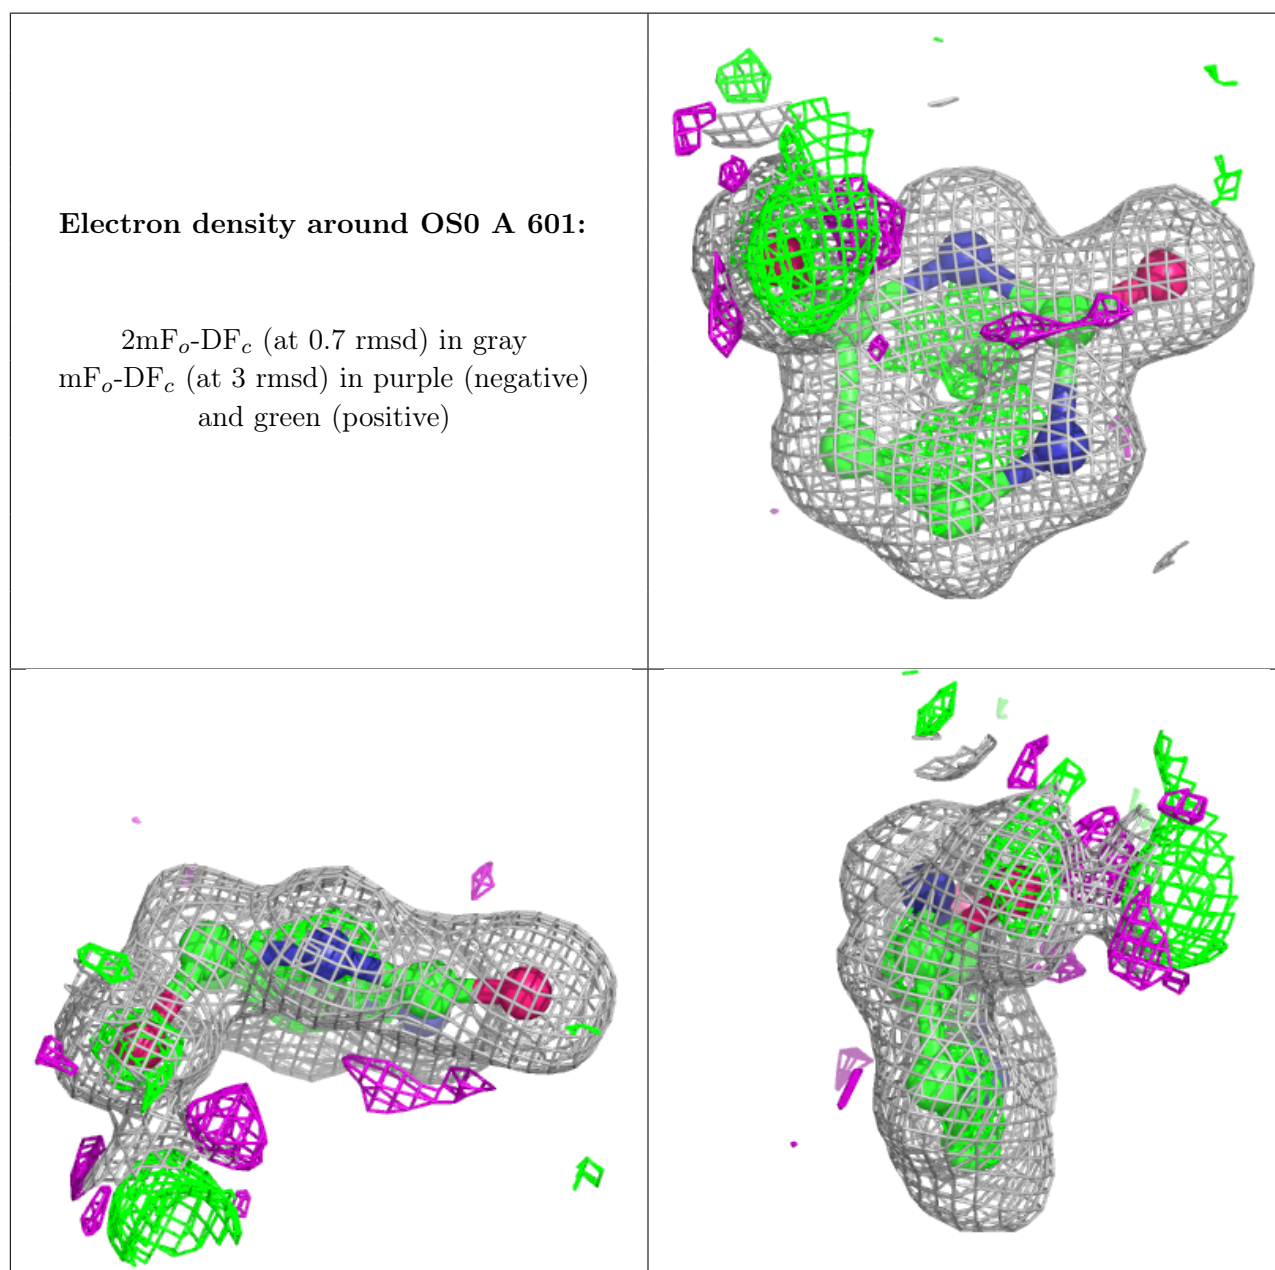 Electron density around OS0 A 601:
2mFo-DFc (at 0.7 rmsd) in gray
mFo-DFc (at 3 rmsd) in purple (negative)
and green (positive)